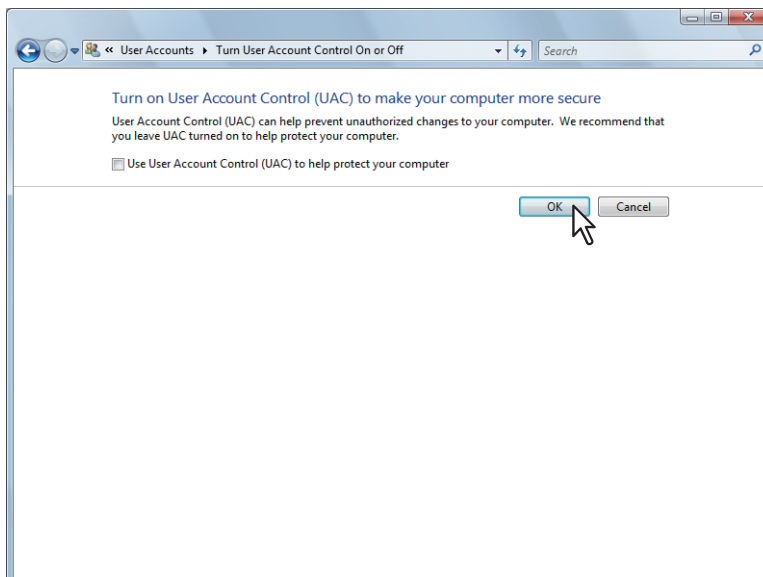 « User Accounts ▸ Turn User Account Control On or Off
Search
Turn on User Account Control (UAC) to make your computer more secure
User Account Control (UAC) can help prevent unauthorized changes to your computer. We recommend that
you leave UAC turned on to help protect your computer.
Use User Account Control (UAC) to help protect your computer
OK
Cancel